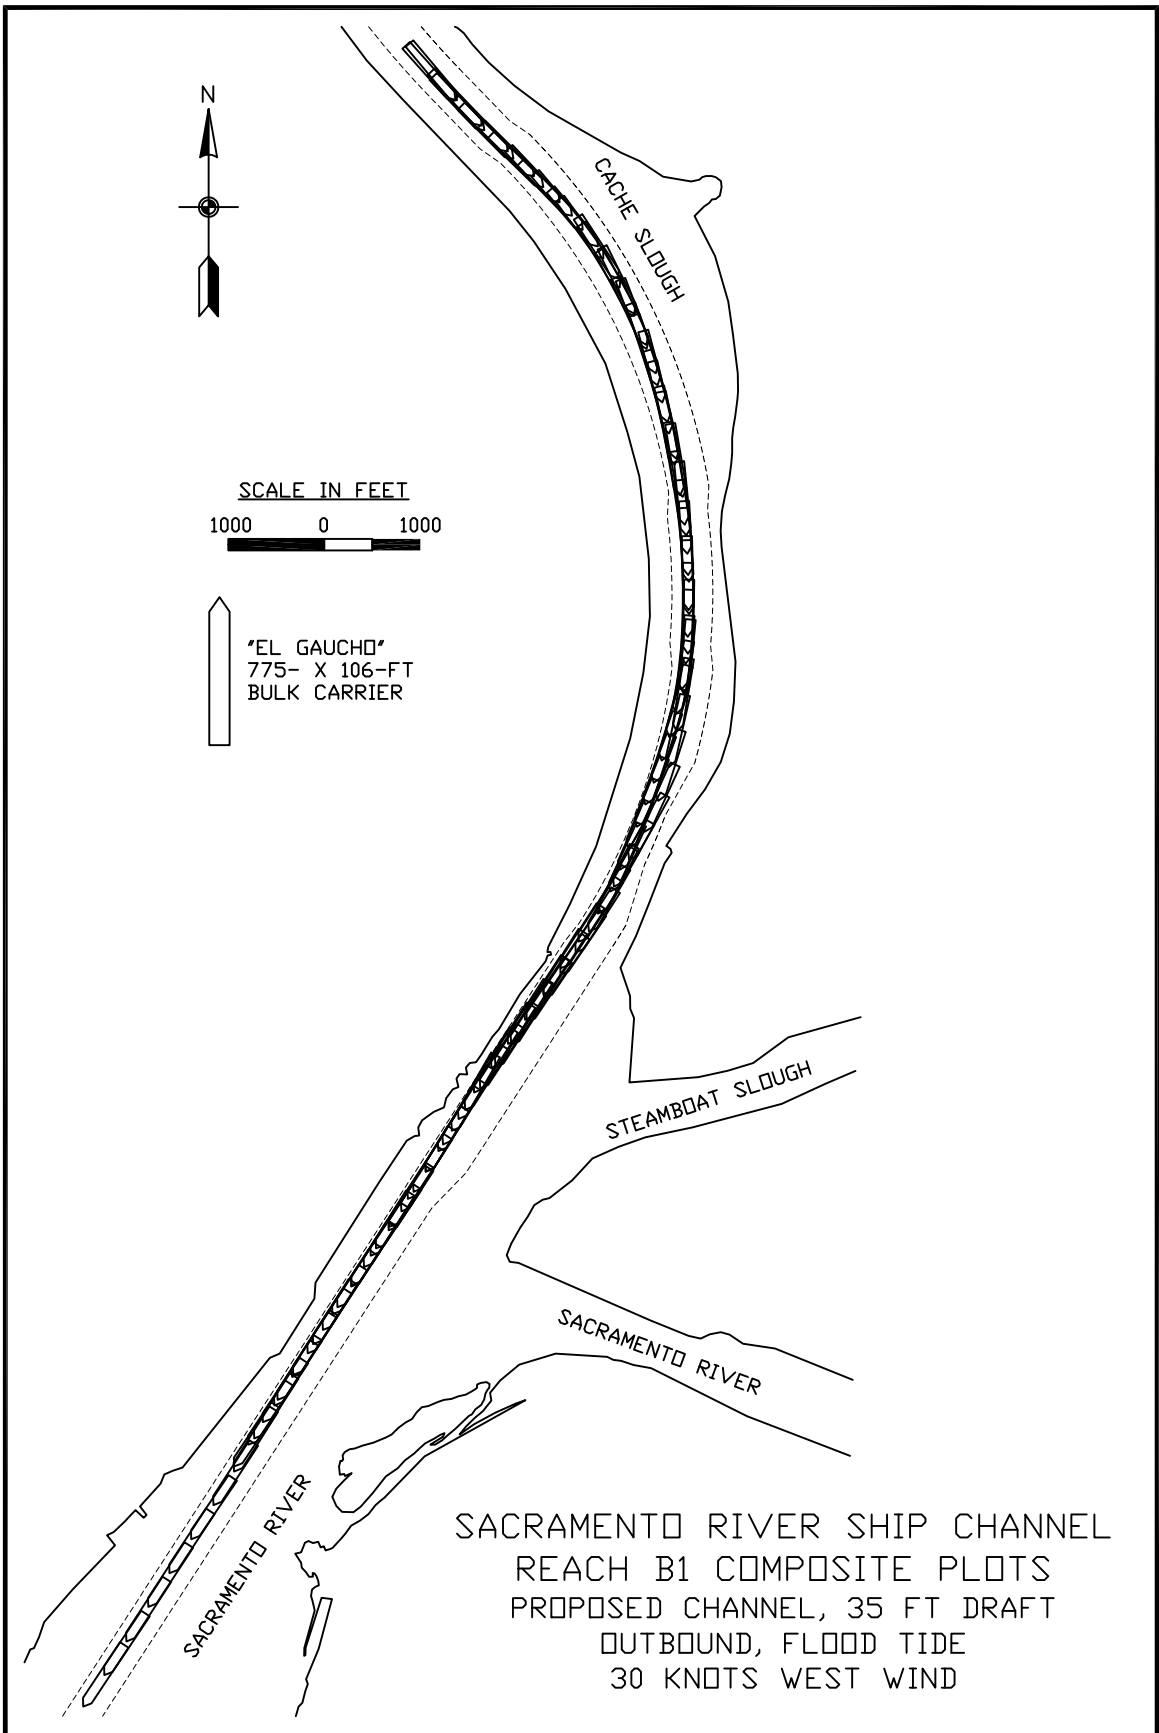 N
CACHE SLOUGH
SCALE IN FEET
1000 0 1000
"EL GAUCHO"
775- X 106-FT
BULK CARRIER
STEAMBOAT SLOUGH
SACRAMENTO RIVER
SACRAMENTO RIVER
SACRAMENTO RIVER SHIP CHANNEL
REACH B1 COMPOSITE PLOTS
PROPOSED CHANNEL, 35 FT DRAFT
OUTBOUND, FLOOD TIDE
30 KNOTS WEST WIND